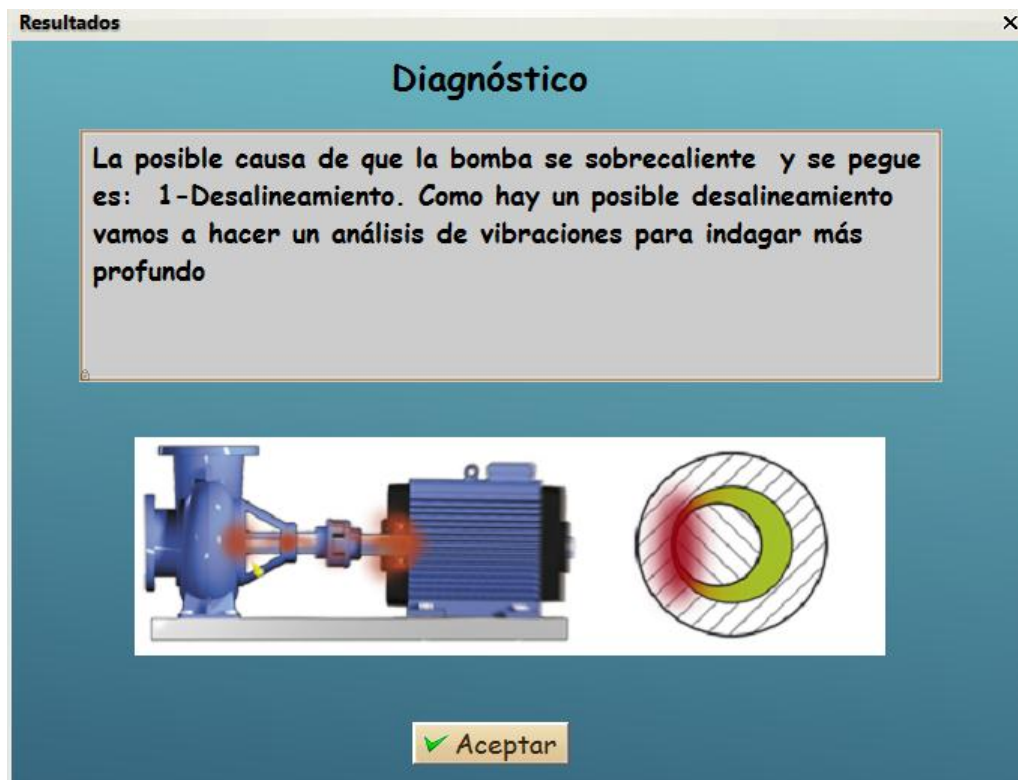 Resultados
Diagnóstico
La posible causa de que la bomba se sobrecaliente y se pegue
es: 1-Desalineamiento. Como hay un posible desalineamiento
vamos a hacer un análisis de vibraciones para indagar más
profundo
Aceptar